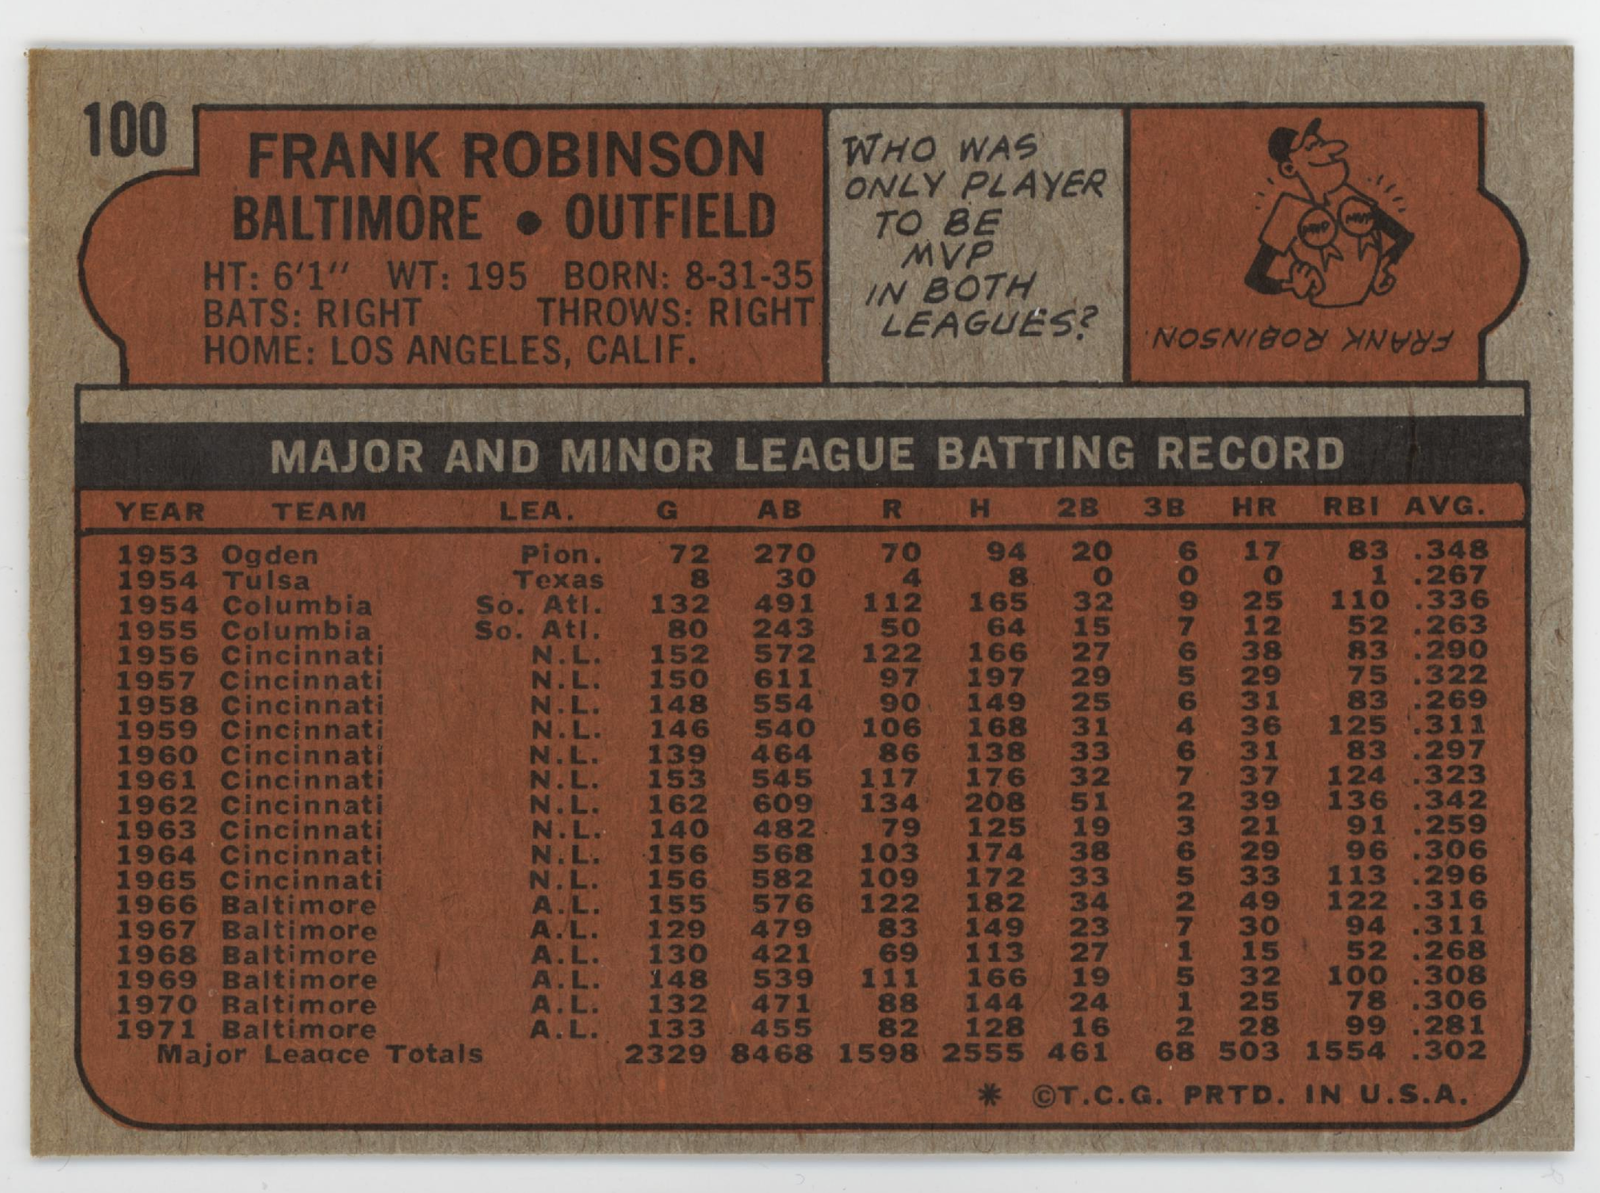 100
FRANK ROBINSON
BALTIMORE • OUTFIELD
HT: 6'1" WT: 195 BORN: 8-31-35
BATS: RIGHT THROWS: RIGHT
HOME: LOS ANGELES, CALIF.
WHO WAS
ONLY PLAYER
TO BE
MVP
IN BOTH
LEAGUES?
MVP MVP
FRANK ROBINSON
MAJOR AND MINOR LEAGUE BATTING RECORD
YEAR TEAM LEA. G AB R H 2B 3B HR RBI AVG.
1953 Ogden Pion. 72 270 70 94 20 6 17 83 .348
1954 Tulsa Texas 8 30 4 8 0 0 0 1 .267
1954 Columbia So. Atl. 132 491 112 165 32 9 25 110 .336
1955 Columbia So. Atl. 80 243 50 64 15 7 12 52 .263
1956 Cincinnati N.L. 152 572 122 166 27 6 38 83 .290
1957 Cincinnati N.L. 150 611 97 197 29 5 29 75 .322
1958 Cincinnati N.L. 148 554 90 149 25 6 31 83 .269
1959 Cincinnati N.L. 146 540 106 168 31 4 36 125 .311
1960 Cincinnati N.L. 139 464 86 138 33 6 31 83 .297
1961 Cincinnati N.L. 153 545 117 176 32 7 37 124 .323
1962 Cincinnati N.L. 162 609 134 208 51 2 39 136 .342
1963 Cincinnati N.L. 140 482 79 125 19 3 21 91 .259
1964 Cincinnati N.L. 156 568 103 174 38 6 29 96 .306
1965 Cincinnati N.L. 156 582 109 172 33 5 33 113 .296
1966 Baltimore A.L. 155 576 122 182 34 2 49 122 .316
1967 Baltimore A.L. 129 479 83 149 23 7 30 94 .311
1968 Baltimore A.L. 130 421 69 113 27 1 15 52 .268
1969 Baltimore A.L. 148 539 111 166 19 5 32 100 .308
1970 Baltimore A.L. 132 471 88 144 24 1 25 78 .306
1971 Baltimore A.L. 133 455 82 128 16 2 28 99 .281
Major Leagce Totals 2329 8468 1598 2555 461 68 503 1554 .302
* ©T.C.G. PRTD. IN U.S.A.